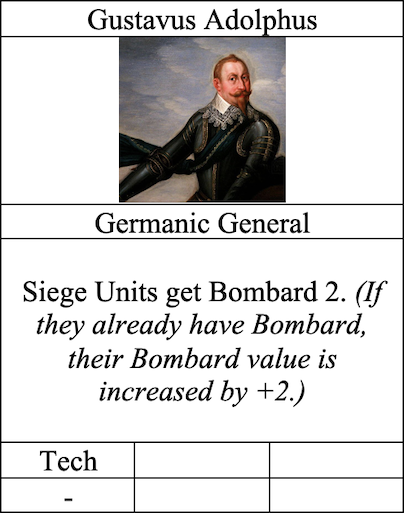 Gustavus Adolphus
Germanic General
Siege Units get Bombard 2. (If
they already have Bombard,
their Bombard value is
increased by +2.)
Tech
-